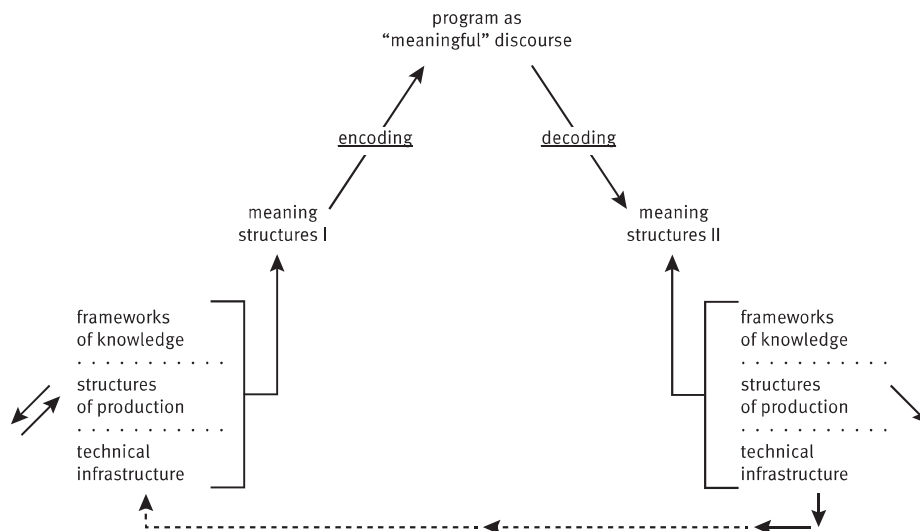 program as
“meaningful” discourse
encoding
decoding
meaning
structures I
meaning
structures II
frameworks
of knowledge
structures
of production
technical
infrastructure
frameworks
of knowledge
structures
of production
technical
infrastructure